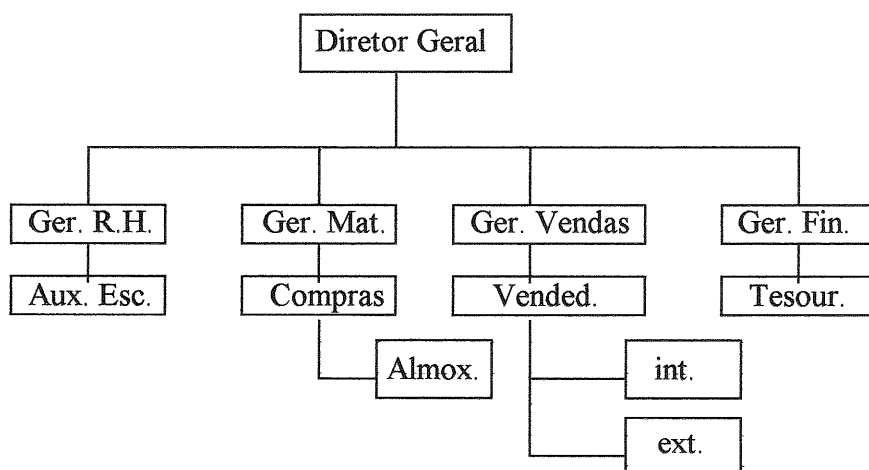 Diretor Geral
Ger. R.H.
Ger. Mat.
Ger. Vendas
Ger. Fin.
Aux. Esc.
Compras
Vended.
Tesour.
Almox.
int.
ext.